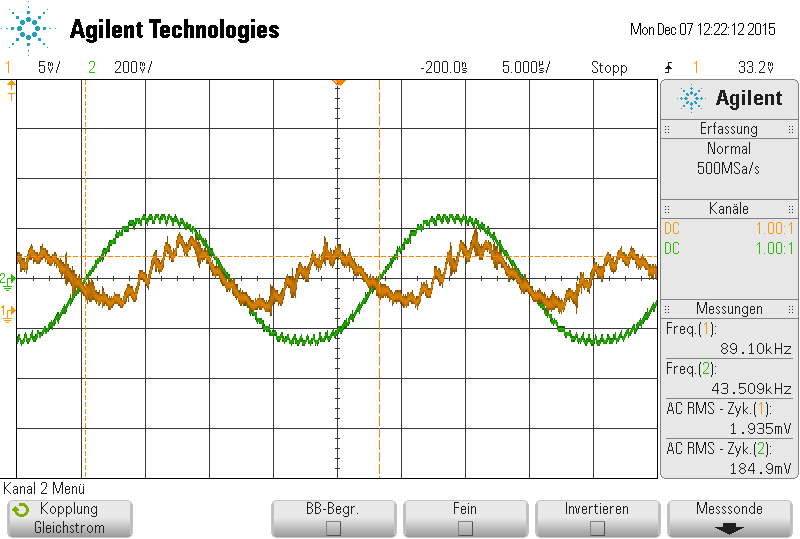 Agilent Technologies
Mon Dec 07 12:22:12 2015
1 5mV/ 2 200mV/ -200.0s 5.000s/ Stopp 1 33.2mV
T
2
1
Agilent
Erfassung
Normal
500MSa/s
Kanäle
DC 1.00:1
DC 1.00:1
Messungen
Freq.(1):
89.10kHz
Freq.(2):
43.509kHz
AC RMS - Zyk.(1):
1.935mV
AC RMS - Zyk.(2):
184.9mV
Kanal 2 Menü
Kopplung
Gleichstrom
BB-Begr.
Fein
Invertieren
Messsonde